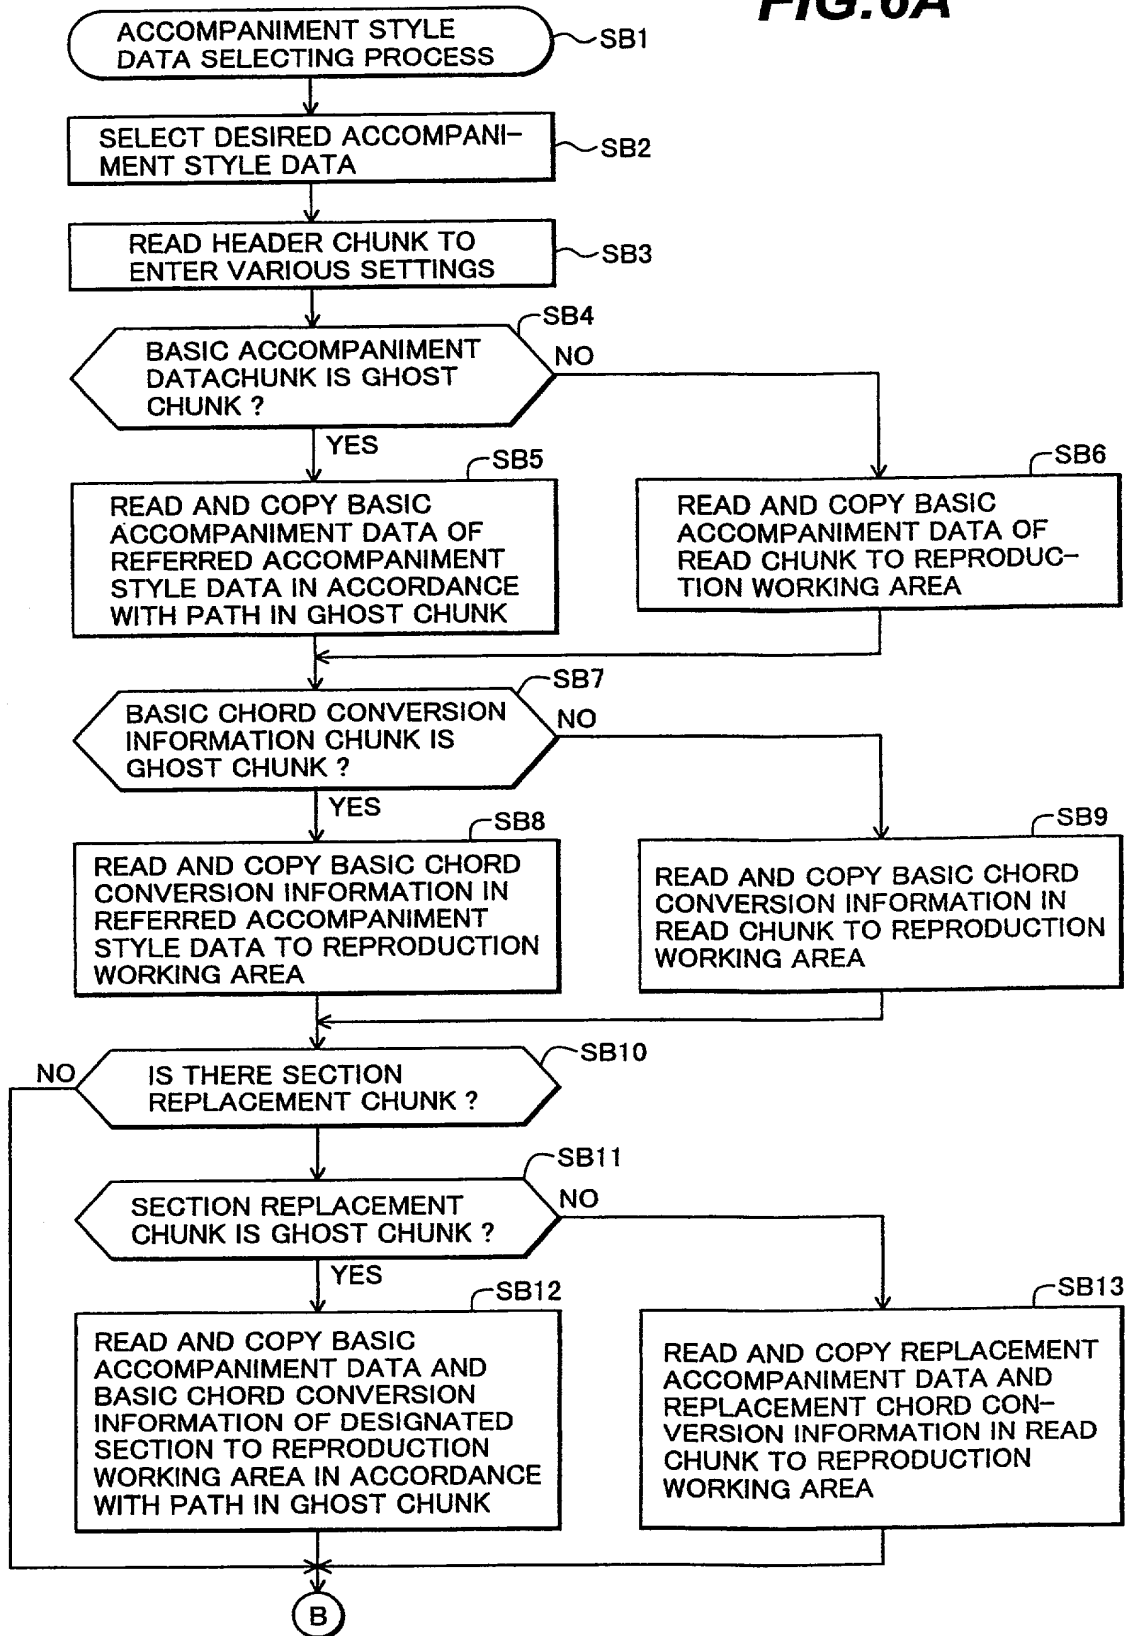 FIG.6A
ACCOMPANIMENT STYLE
DATA SELECTING PROCESS
SB1
SELECT DESIRED ACCOMPANI-
MENT STYLE DATA
SB2
READ HEADER CHUNK TO
ENTER VARIOUS SETTINGS
SB3
SB4
BASIC ACCOMPANIMENT
DATACHUNK IS GHOST
CHUNK ?
NO
YES
SB5
READ AND COPY BASIC
ACCOMPANIMENT DATA OF
REFERRED ACCOMPANIMENT
STYLE DATA IN ACCORDANCE
WITH PATH IN GHOST CHUNK
SB6
READ AND COPY BASIC
ACCOMPANIMENT DATA OF
READ CHUNK TO REPRODUC-
TION WORKING AREA
SB7
BASIC CHORD CONVERSION
INFORMATION CHUNK IS
GHOST CHUNK ?
NO
YES
SB8
READ AND COPY BASIC CHORD
CONVERSION INFORMATION IN
REFERRED ACCOMPANIMENT
STYLE DATA TO REPRODUCTION
WORKING AREA
SB9
READ AND COPY BASIC CHORD
CONVERSION INFORMATION IN
READ CHUNK TO REPRODUCTION
WORKING AREA
SB10
NO
IS THERE SECTION
REPLACEMENT CHUNK ?
SB11
SECTION REPLACEMENT
CHUNK IS GHOST CHUNK ?
NO
YES
SB12
READ AND COPY BASIC
ACCOMPANIMENT DATA AND
BASIC CHORD CONVERSION
INFORMATION OF DESIGNATED
SECTION TO REPRODUCTION
WORKING AREA IN ACCORDANCE
WITH PATH IN GHOST CHUNK
SB13
READ AND COPY REPLACEMENT
ACCOMPANIMENT DATA AND
REPLACEMENT CHORD CON-
VERSION INFORMATION IN READ
CHUNK TO REPRODUCTION
WORKING AREA
B